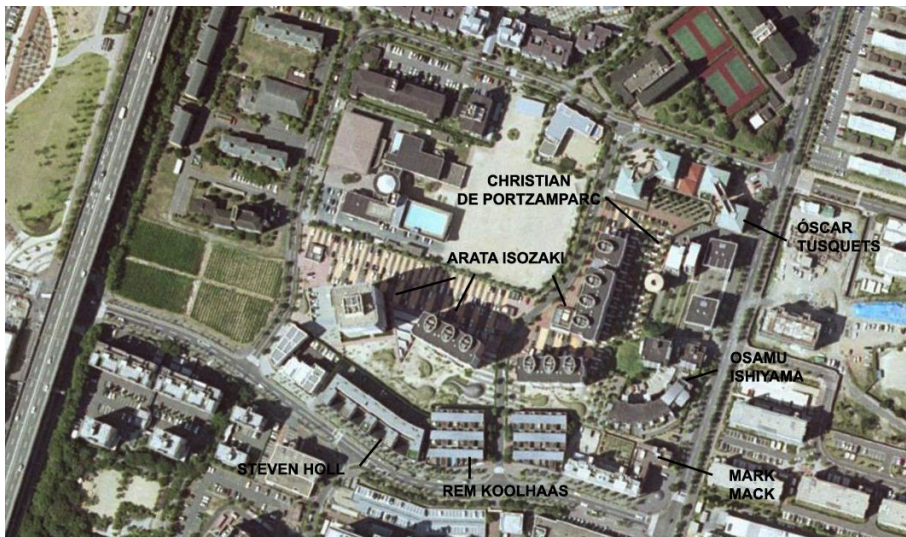 CHRISTIAN
DE PORTZAMPARC
ÓSCAR
TUSQUETS
ARATA ISOZAKI
OSAMU
ISHIYAMA
STEVEN HOLL
REM KOOLHAAS
MARK
MACK